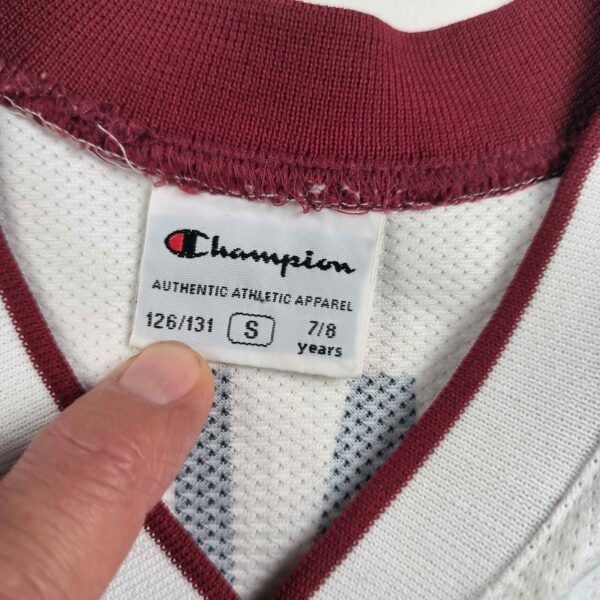 Champion
AUTHENTIC ATHLETIC APPAREL
126/131 S 7/8
years